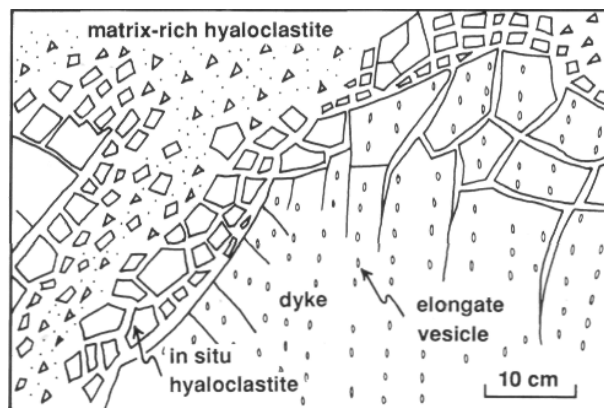 matrix-rich hyaloclastite
dyke
elongate
vesicle
in situ
hyaloclastite
10 cm